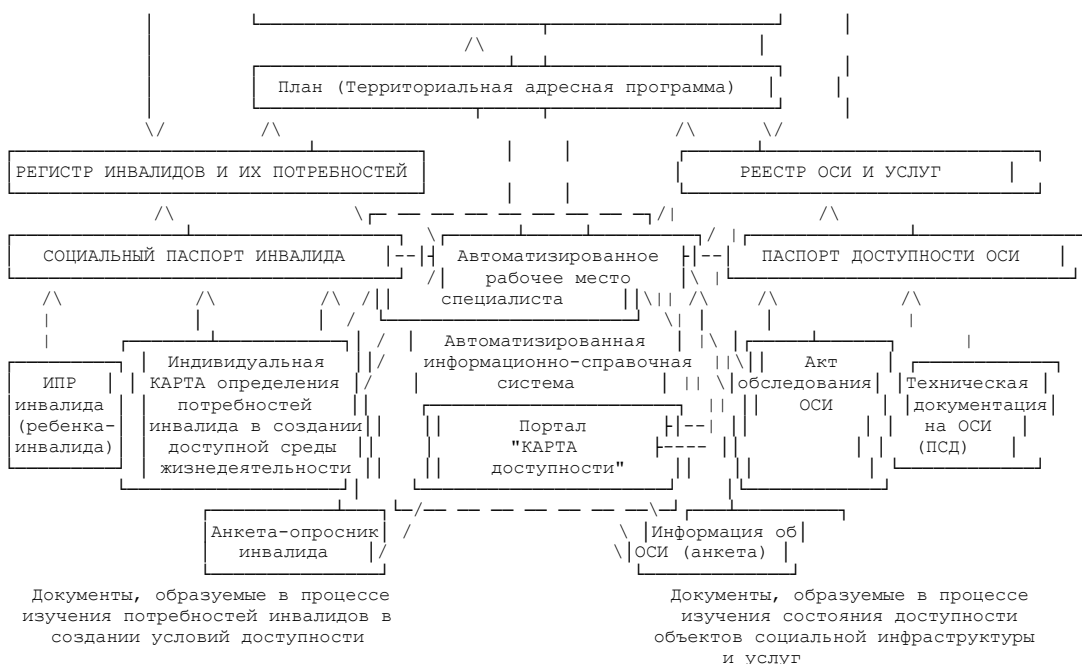 План (Территориальная адресная программа)
РЕГИСТР ИНВАЛИДОВ И ИХ ПОТРЕБНОСТЕЙ
РЕЕСТР ОСИ И УСЛУГ
СОЦИАЛЬНЫЙ ПАСПОРТ ИНВАЛИДА
Автоматизированное
рабочее место
специалиста
ПАСПОРТ ДОСТУПНОСТИ ОСИ
Автоматизированная
информационно-справочная
система
ИПР
инвалида
(ребенка-
инвалида)
Индивидуальная
КАРТА определения
потребностей
инвалида в создании
доступной среды
жизнедеятельности
Портал
"КАРТА
доступности"
Акт
обследования
ОСИ
Техническая
документация
на ОСИ
(ПСД)
Анкета-опросник
инвалида
Информация об
ОСИ (анкета)
Документы, образуемые в процессе
изучения потребностей инвалидов в
создании условий доступности
Документы, образуемые в процессе
изучения состояния доступности
объектов социальной инфраструктуры
и услуг